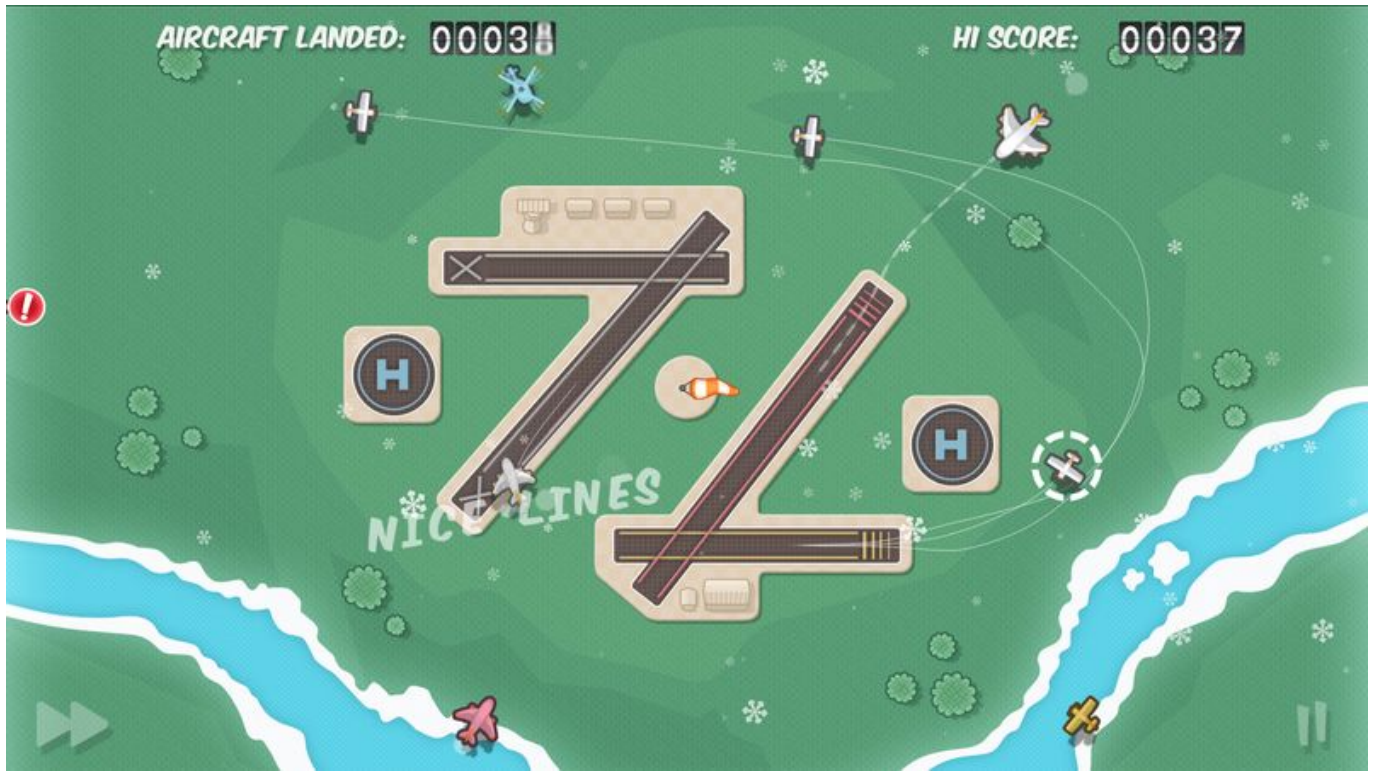 AIRCRAFT LANDED: 0003
HI SCORE: 00037
H
H
NICE LINES